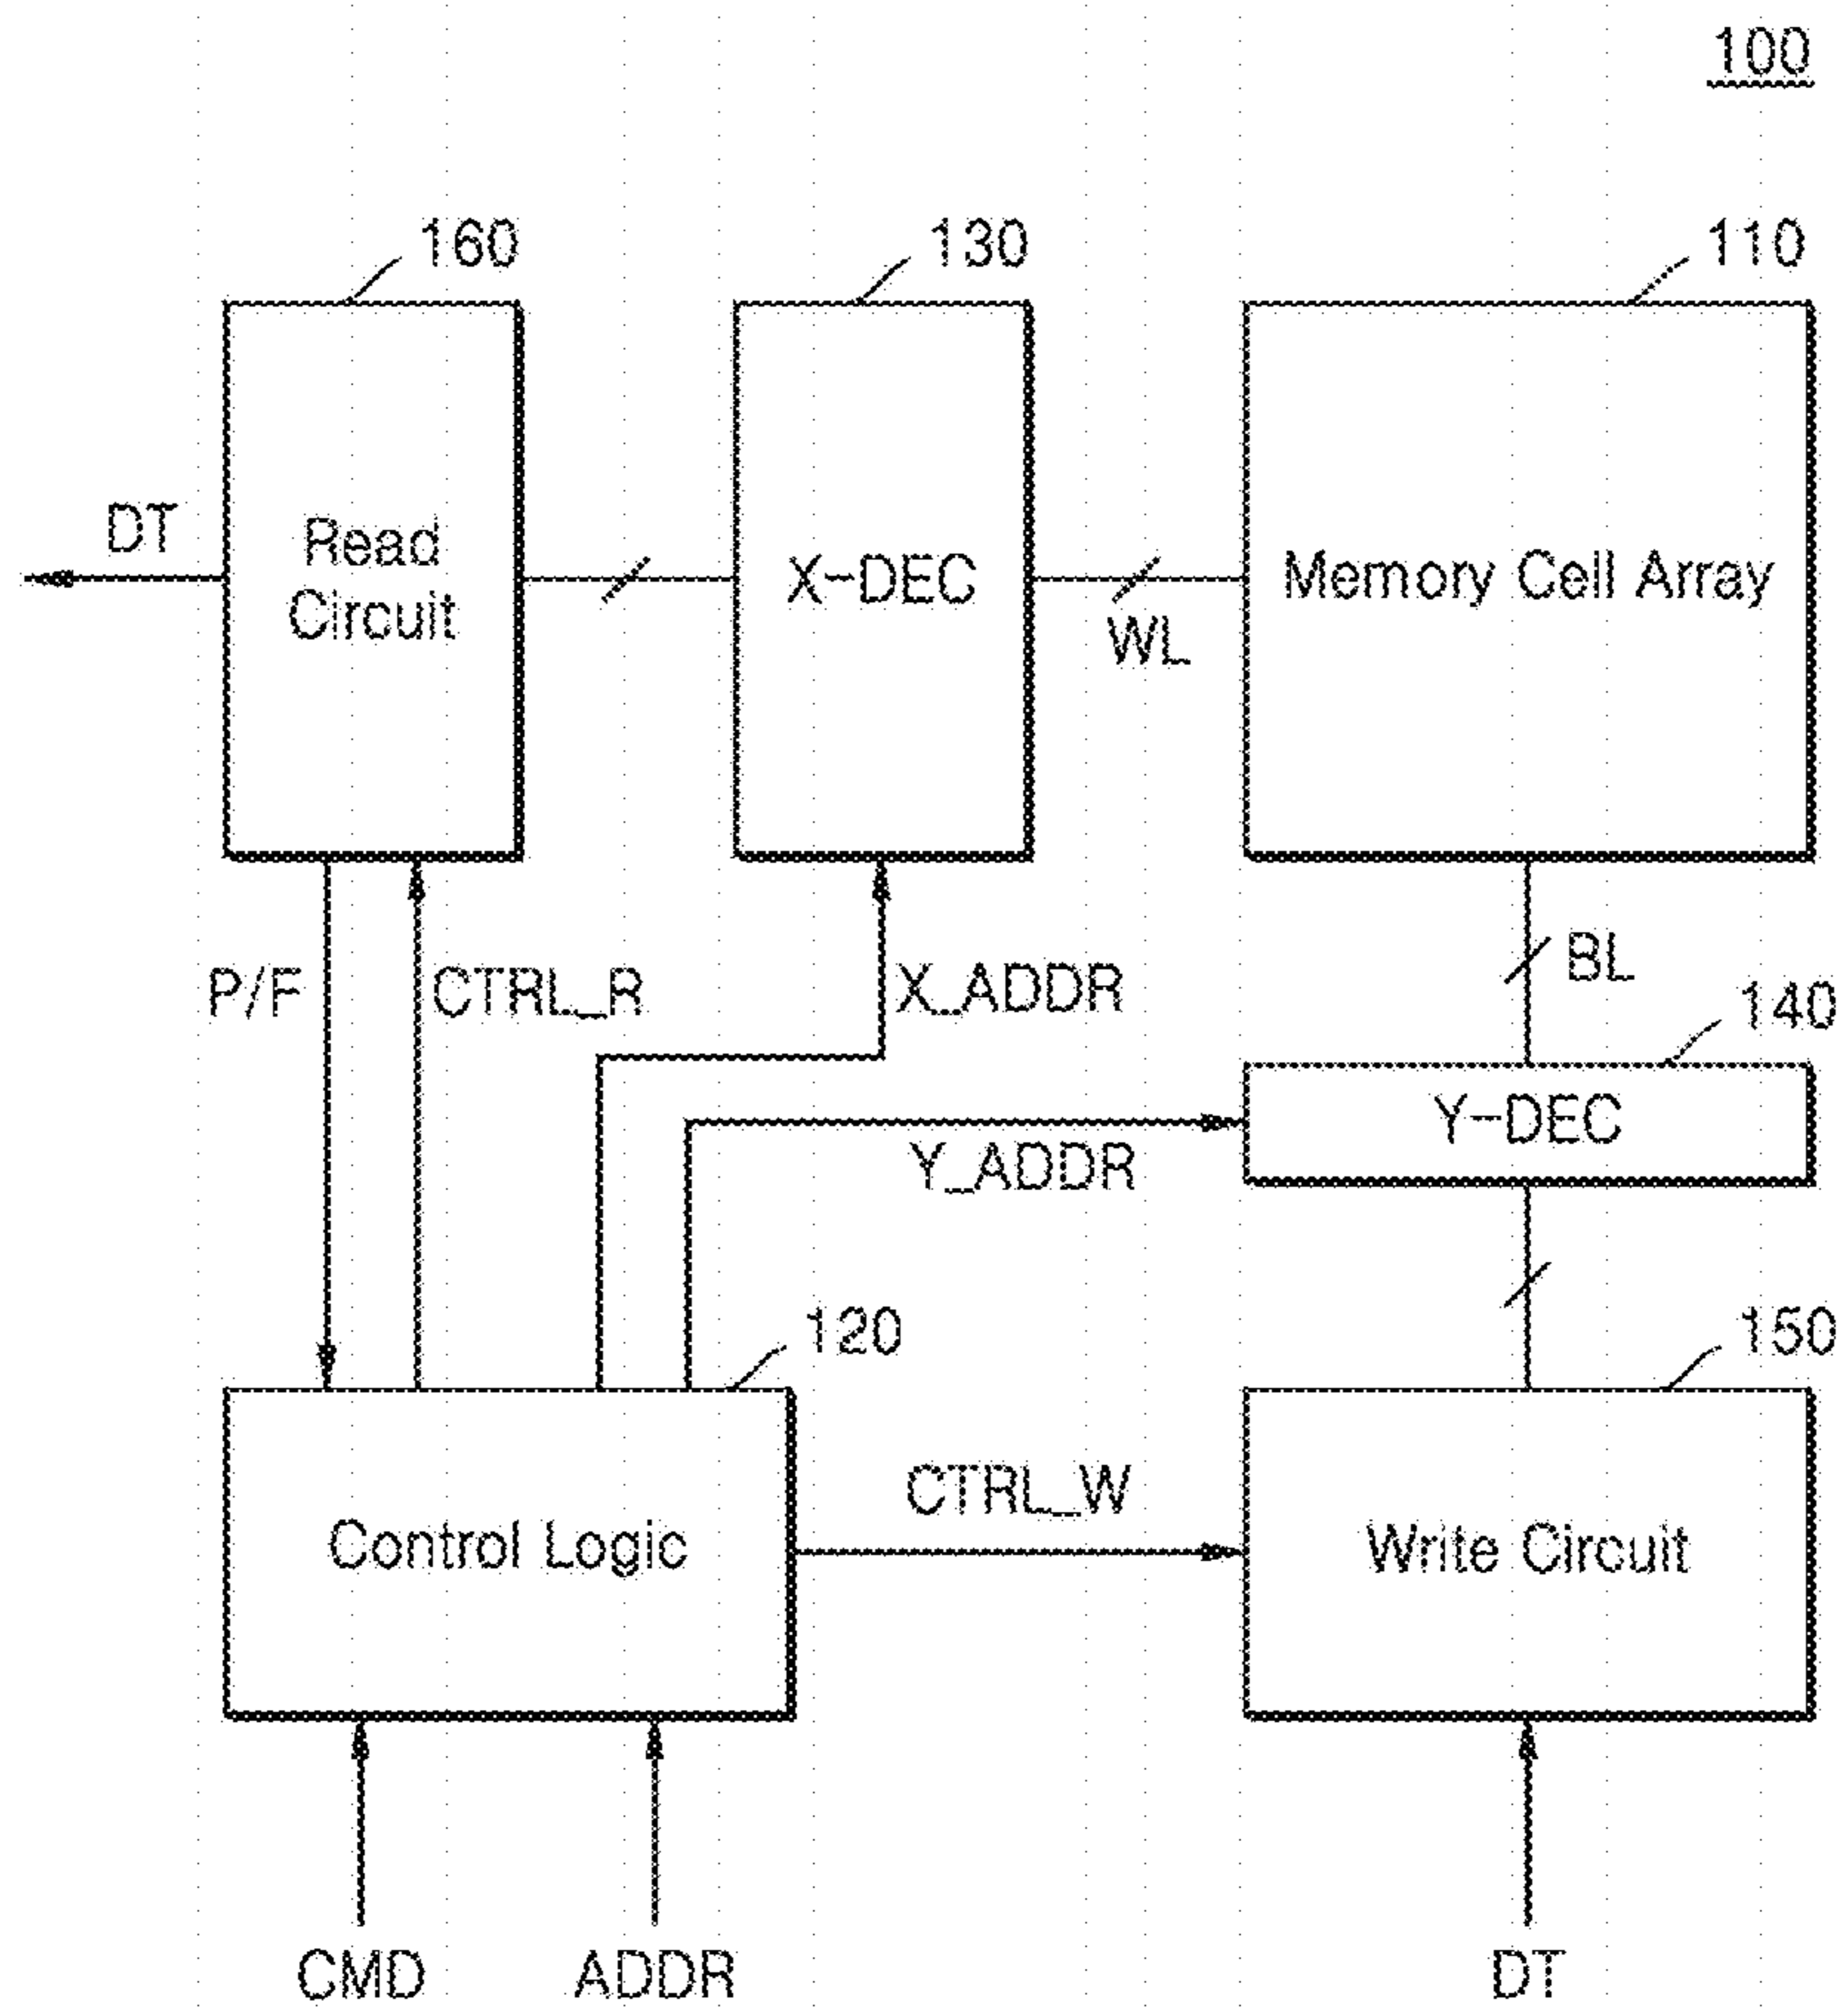 100
160
130
110
DT
Read
Circuit
X-DEC
WL
Memory Cell Array
P/F
CTRL_R
X_ADDR
BL
140
Y-DEC
Y_ADDR
120
150
Control Logic
CTRL_W
Write Circuit
CMD
ADDR
DT